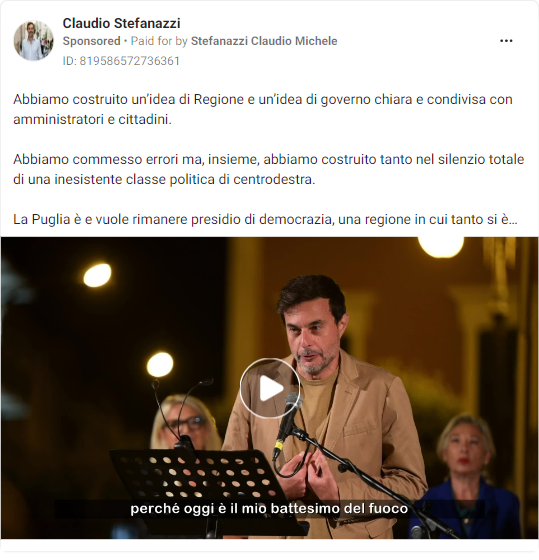 Claudio Stefanazzi
Sponsored • Paid for by Stefanazzi Claudio Michele
ID: 819586572736361
Abbiamo costruito un'idea di Regione e un'idea di governo chiara e condivisa con
amministratori e cittadini.
Abbiamo commesso errori ma, insieme, abbiamo costruito tanto nel silenzio totale
di una inesistente classe politica di centrodestra.
La Puglia è e vuole rimanere presidio di democrazia, una regione in cui tanto si è...
perché oggi è il mio battesimo del fuoco